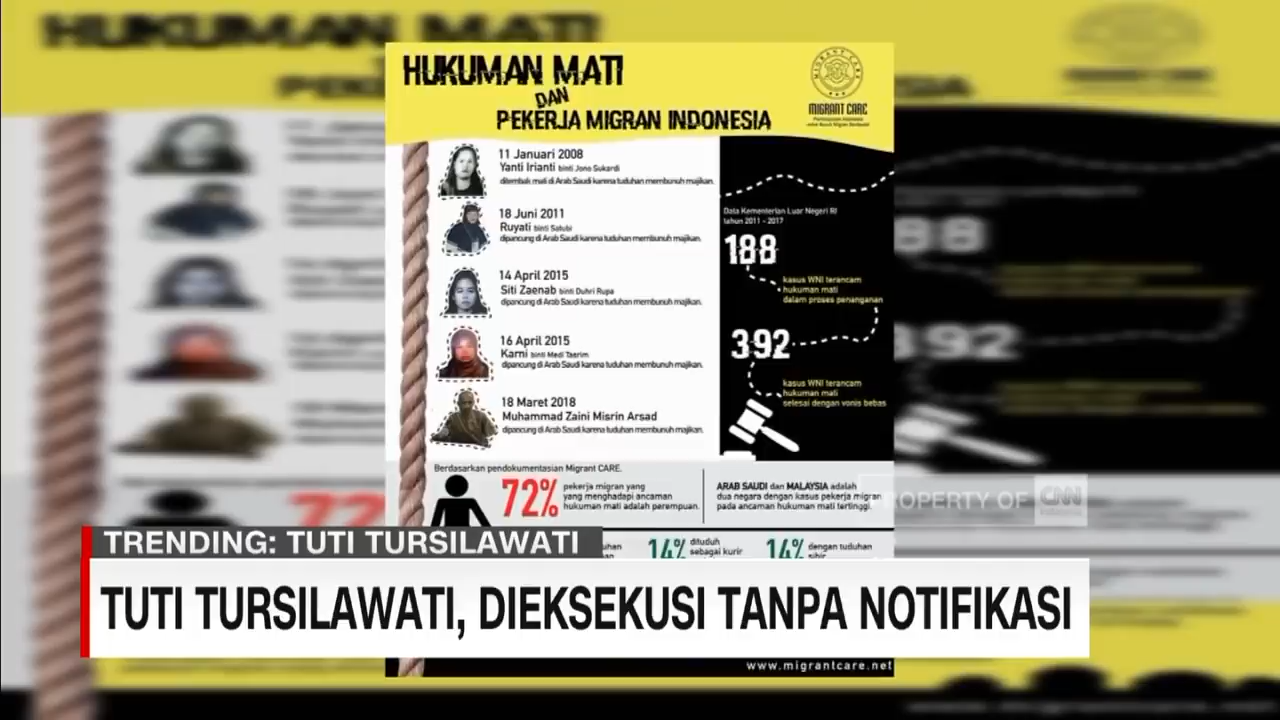 HUKUMAN MATI
DAN
PEKERJA MIGRAN INDONESIA
MIGRANT CARE
MIGRANT CARE
11 Januari 2008
Yanti Irianti binti Jono Sukardi
ditembak mati di Arab Saudi karena tuduhan membunuh majikan.
18 Juni 2011
Ruyati binti Satubi
dipancung di Arab Saudi karena tuduhan membunuh majikan.
14 April 2015
Siti Zaenab binti Duhri Rupa
dipancung di Arab Saudi karena tuduhan membunuh majikan.
16 April 2015
Karni binti Medi Tasrim
dipancung di Arab Saudi karena tuduhan membunuh majikan.
18 Maret 2018
Muhammad Zaini Misrin Arsad
dipancung di Arab Saudi karena tuduhan membunuh majikan.
Data Kementerian Luar Negeri RI
tahun 2011 - 2017
188
kasus WNI terancam
hukuman mati
dalam proses penanganan
392
kasus WNI terancam
hukuman mati
selesai dengan vonis bebas
Berdasarkan pendokumentasian Migrant CARE.
72%
pekerja migran yang
yang menghadapi ancaman
hukuman mati adalah perempuan.
ARAB SAUDI dan MALAYSIA adalah
dua negara dengan kasus pekerja migran
pada ancaman hukuman mati tertinggi.
PROPERTY OF CNN
Indonesia
14%
dituduh
sebagai kurir
14%
dengan tuduhan
sihir
TRENDING: TUTI TURSILAWATI
TUTI TURSILAWATI, DIEKSEKUSI TANPA NOTIFIKASI
www.migrantcare.net